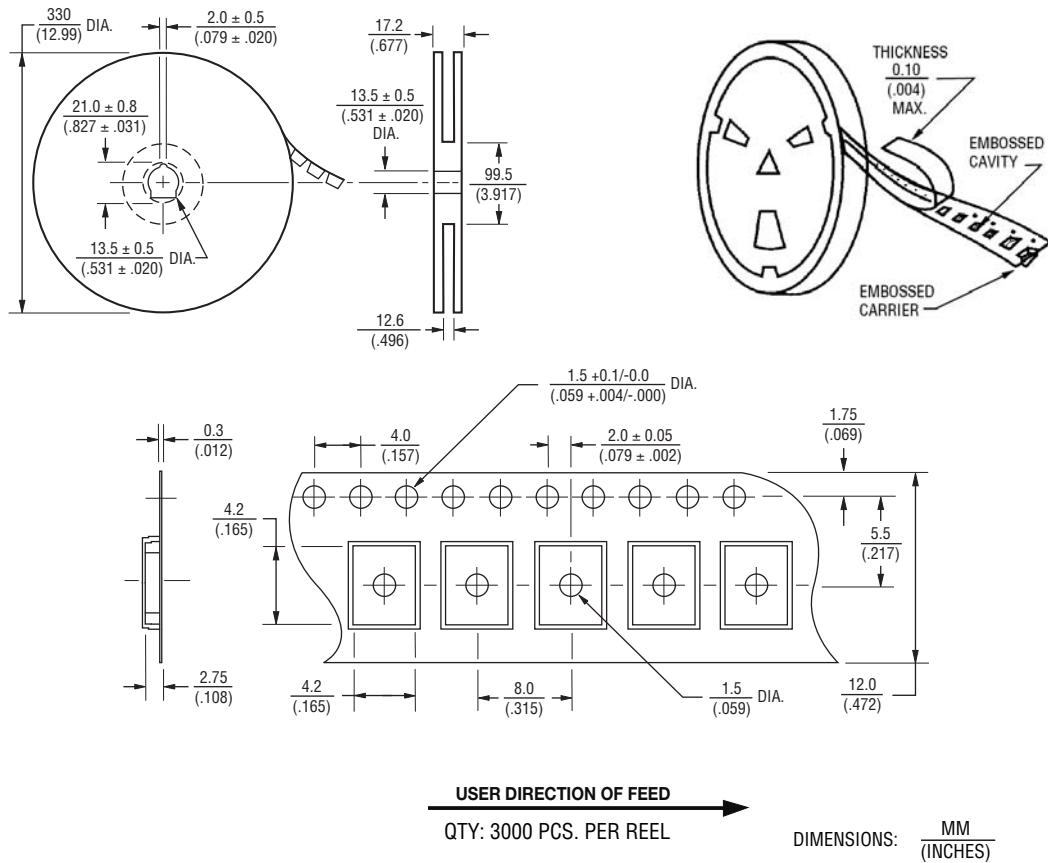 330
(12.99)
DIA.
2.0 ± 0.5
(.079 ± .020)
21.0 ± 0.8
(.827 ± .031)
13.5 ± 0.5
(.531 ± .020)
DIA.
17.2
(.677)
13.5 ± 0.5
(.531 ± .020)
DIA.
99.5
(3.917)
12.6
(.496)
THICKNESS
0.10
(.004)
MAX.
EMBOSSED
CAVITY
EMBOSSED
CARRIER
0.3
(.012)
4.0
(.157)
1.5 +0.1/-0.0
(.059 +.004/-.000)
DIA.
2.0 ± 0.05
(.079 ± .002)
1.75
(.069)
4.2
(.165)
5.5
(.217)
2.75
(.108)
4.2
(.165)
8.0
(.315)
1.5
(.059)
DIA.
12.0
(.472)
USER DIRECTION OF FEED
QTY: 3000 PCS. PER REEL
DIMENSIONS:
MM
(INCHES)